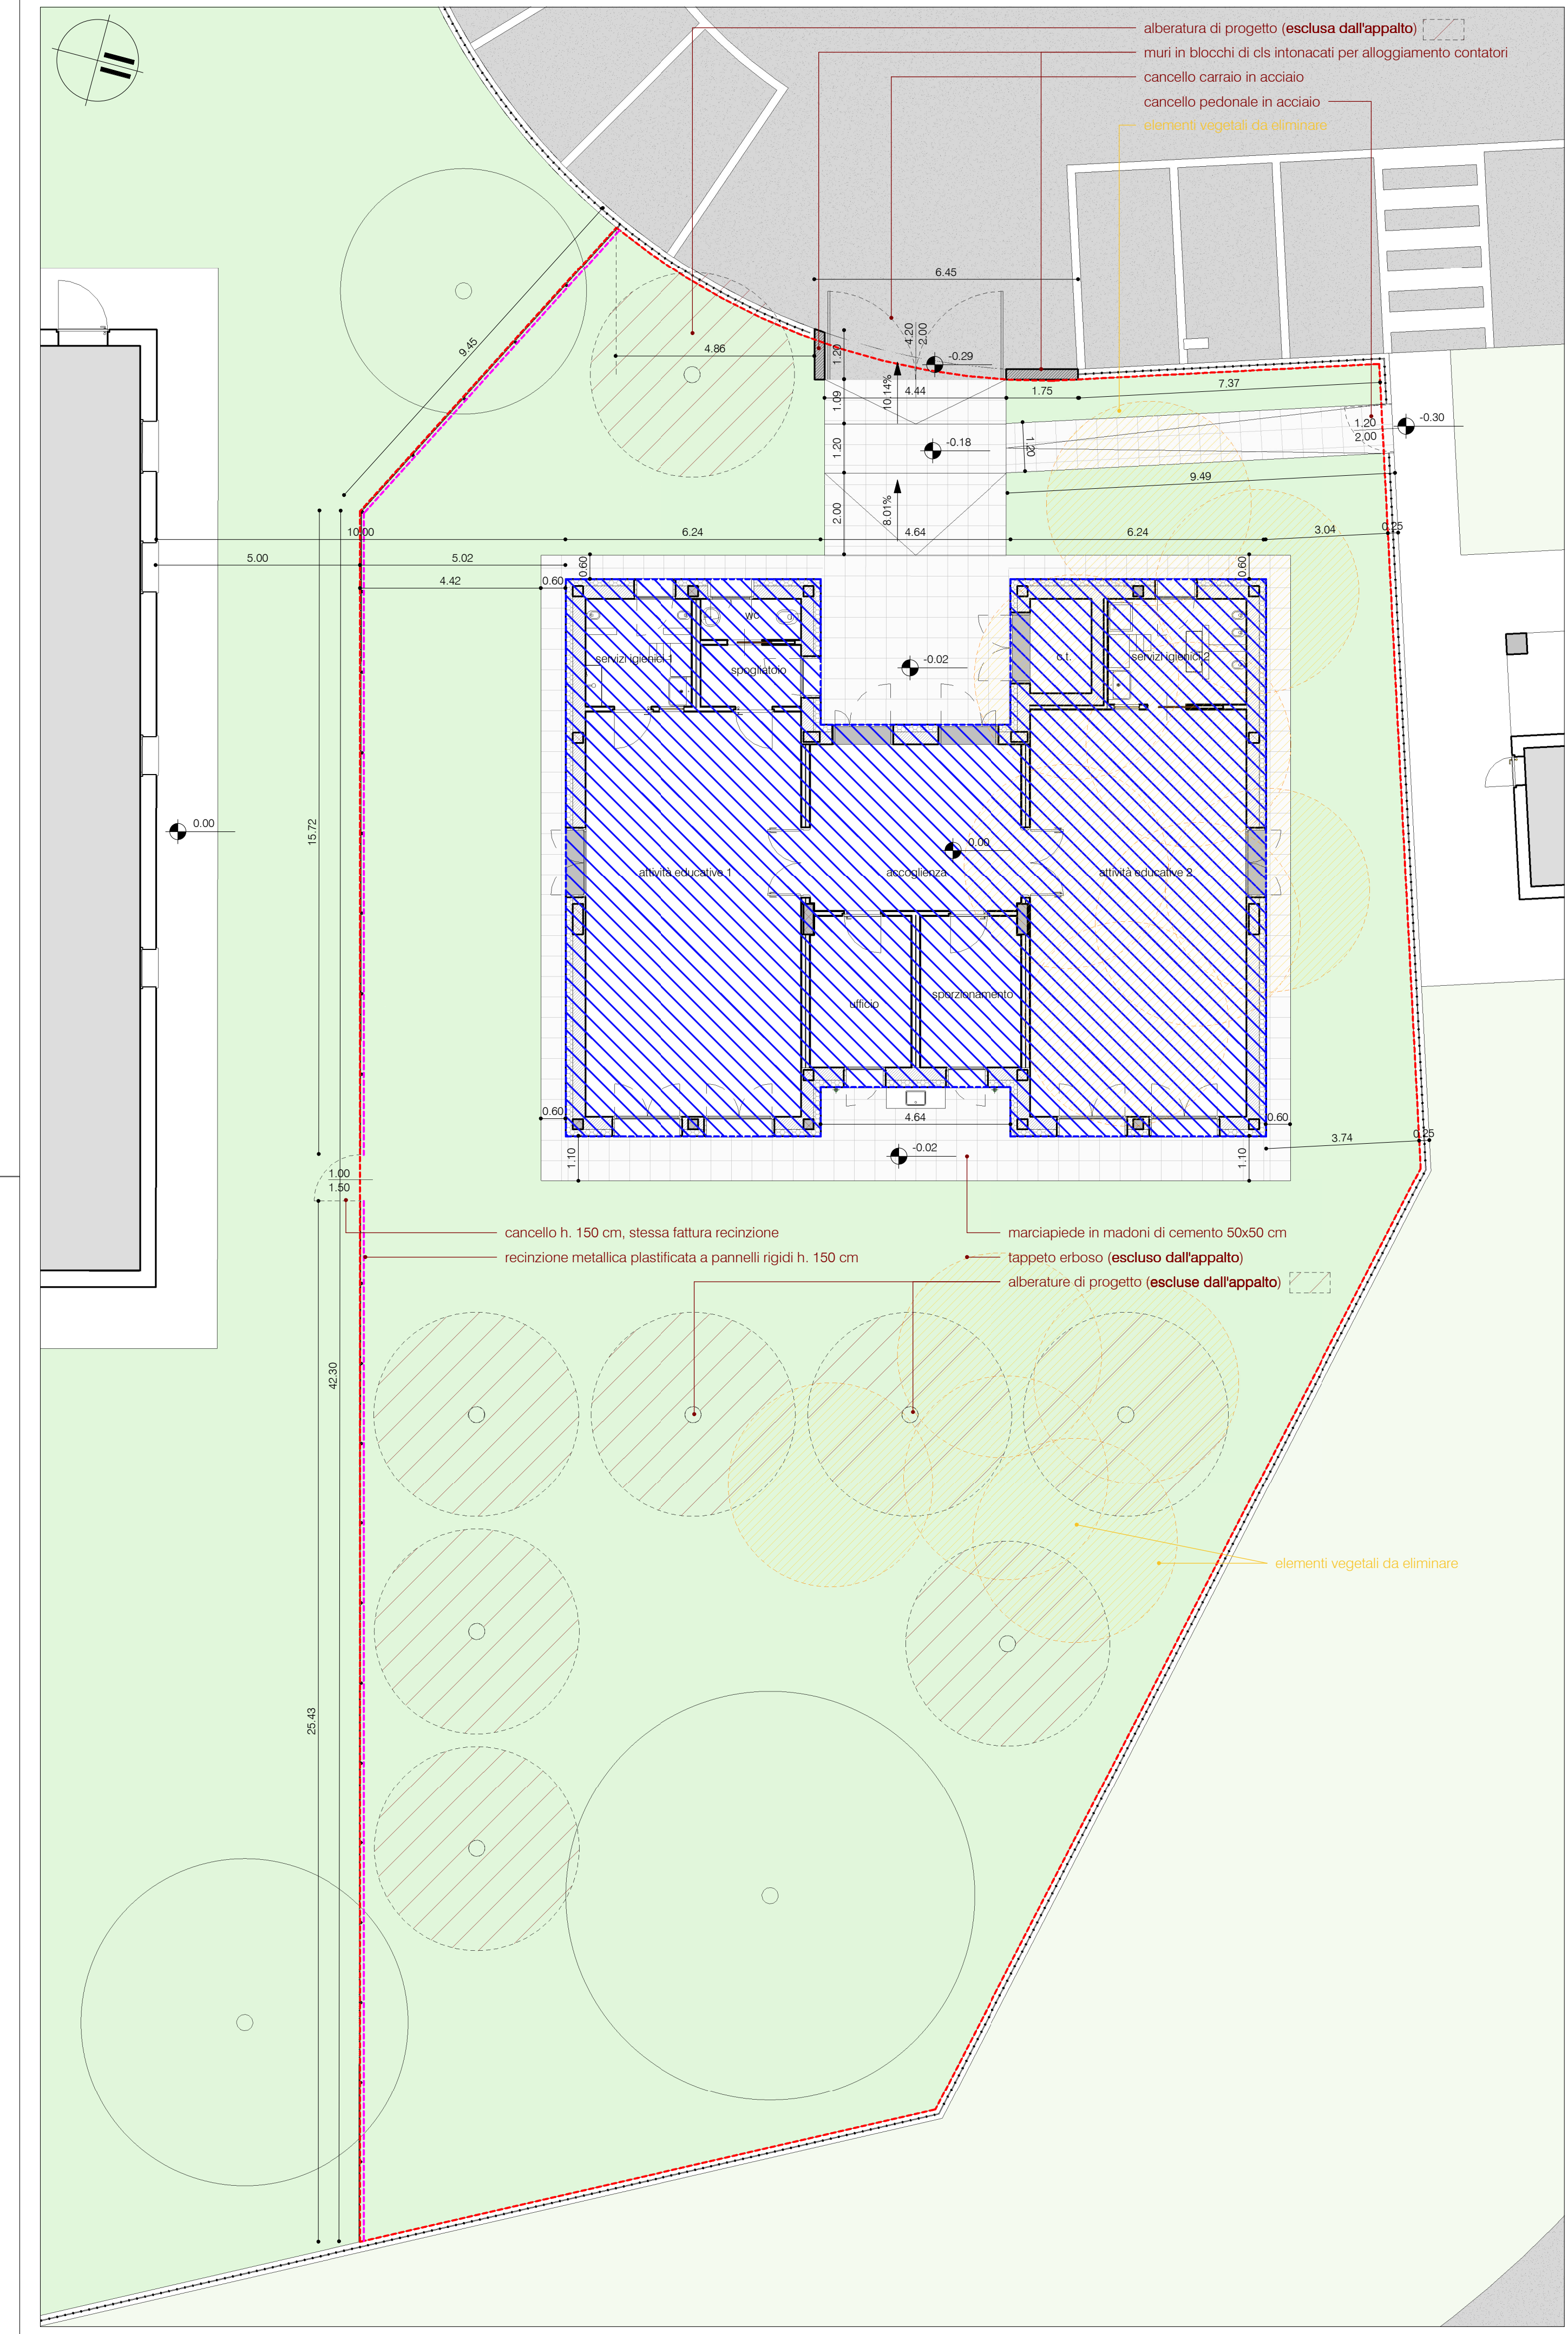 alberatura di progetto (esclusa dall'appalto)
muri in blocchi di cls intonacati per alloggiamento contatori
cancello carraio in acciaio
cancello pedonale in acciaio
elementi vegetali da eliminare
9.45
6.45
4.86
1.20
4.20
2.00
-0.29
10.14%
1.09
4.44
1.75
7.37
1.20
2.00
-0.30
1.20
-0.18
1.20
9.49
2.00
8.01%
10.00
6.24
4.64
6.24
3.04
0.25
5.00
5.02
4.42
0.60
0.60
0.60
wc
servizi igienici 1
spogliatoio
-0.02
c.t.
servizi igienici 2
0.00
15.72
0.00
attività educative 1
accoglienza
attività educative 2
ufficio
sporzionamento
0.60
4.64
0.60
3.74
0.25
1.10
-0.02
1.10
1.00
1.50
cancello h. 150 cm, stessa fattura recinzione
marciapiede in madoni di cemento 50x50 cm
recinzione metallica plastificata a pannelli rigidi h. 150 cm
tappeto erboso (escluso dall'appalto)
alberature di progetto (escluse dall'appalto)
42.30
elementi vegetali da eliminare
25.43